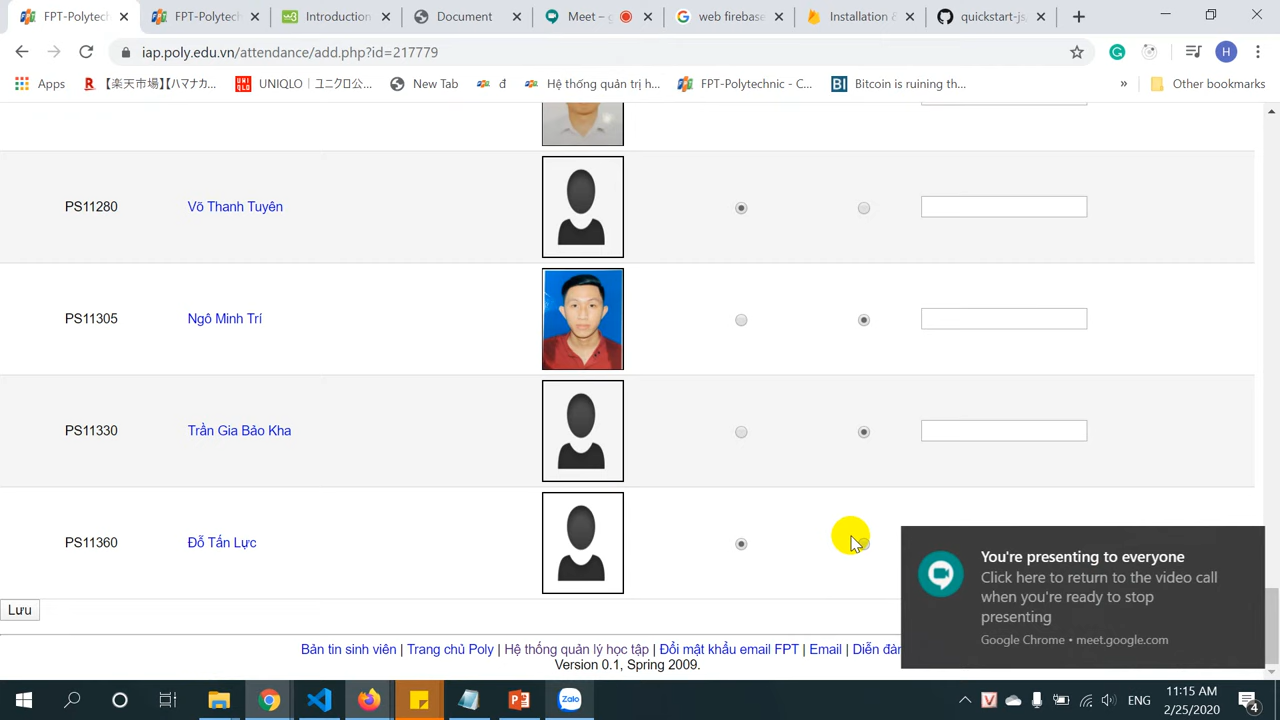 FPT-Polytech
FPT-Polytech
Introduction
Document
Meet – g
web firebase
Installation &
quickstart-js,
iap.poly.edu.vn/attendance/add.php?id=217779
H
Apps
【楽天市場】【ハマナカ...
UNIQLO | ユニクロ公...
New Tab
đ
Hệ thống quản trị h...
FPT-Polytechnic - C...
Bitcoin is ruining th...
»
Other bookmarks
PS11280
Võ Thanh Tuyên
PS11305
Ngô Minh Trí
PS11330
Trần Gia Bảo Kha
PS11360
Đỗ Tấn Lực
You're presenting to everyone
Click here to return to the video call
when you're ready to stop
presenting
Google Chrome • meet.google.com
Lưu
Bản tin sinh viên | Trang chủ Poly | Hệ thống quản lý học tập | Đổi mật khẩu email FPT | Email | Diễn đàn
Version 0.1, Spring 2009.
Zalo
ENG
11:15 AM
2/25/2020
4